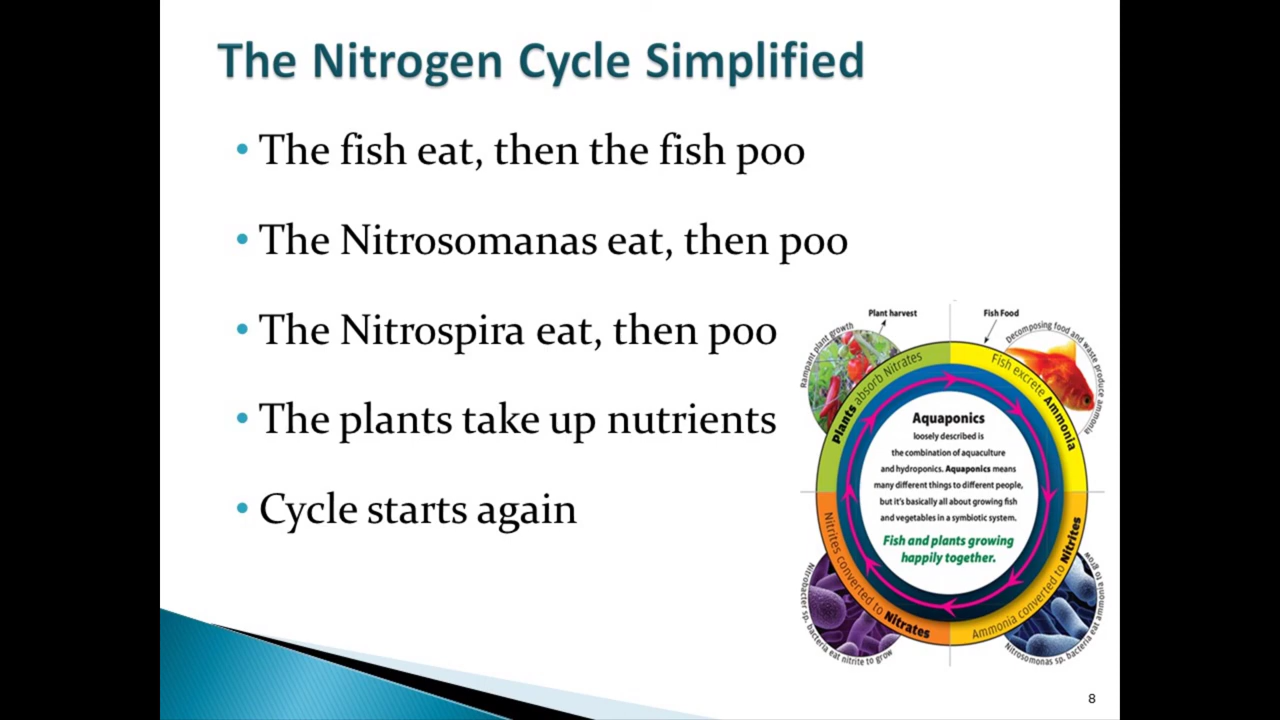 The Nitrogen Cycle Simplified
• The fish eat, then the fish poo
• The Nitrosomanas eat, then poo
• The Nitrospira eat, then poo
• The plants take up nutrients
• Cycle starts again
Plant harvest
Fish Food
Rampant plant growth
Decomposing food and waste produce ammonia
Plants absorb Nitrates
Fish excrete Ammonia
Aquaponics
loosely described is
the combination of aquaculture
and hydroponics. Aquaponics means
many different things to different people,
but it's basically all about growing fish
and vegetables in a symbiotic system.
Fish and plants growing
happily together.
Nitrites converted to Nitrates
Ammonia converted to Nitrites
Nitrobacter sp. bacteria eat nitrite to grow
Nitrosomonas sp. bacteria eat ammonia to grow
8